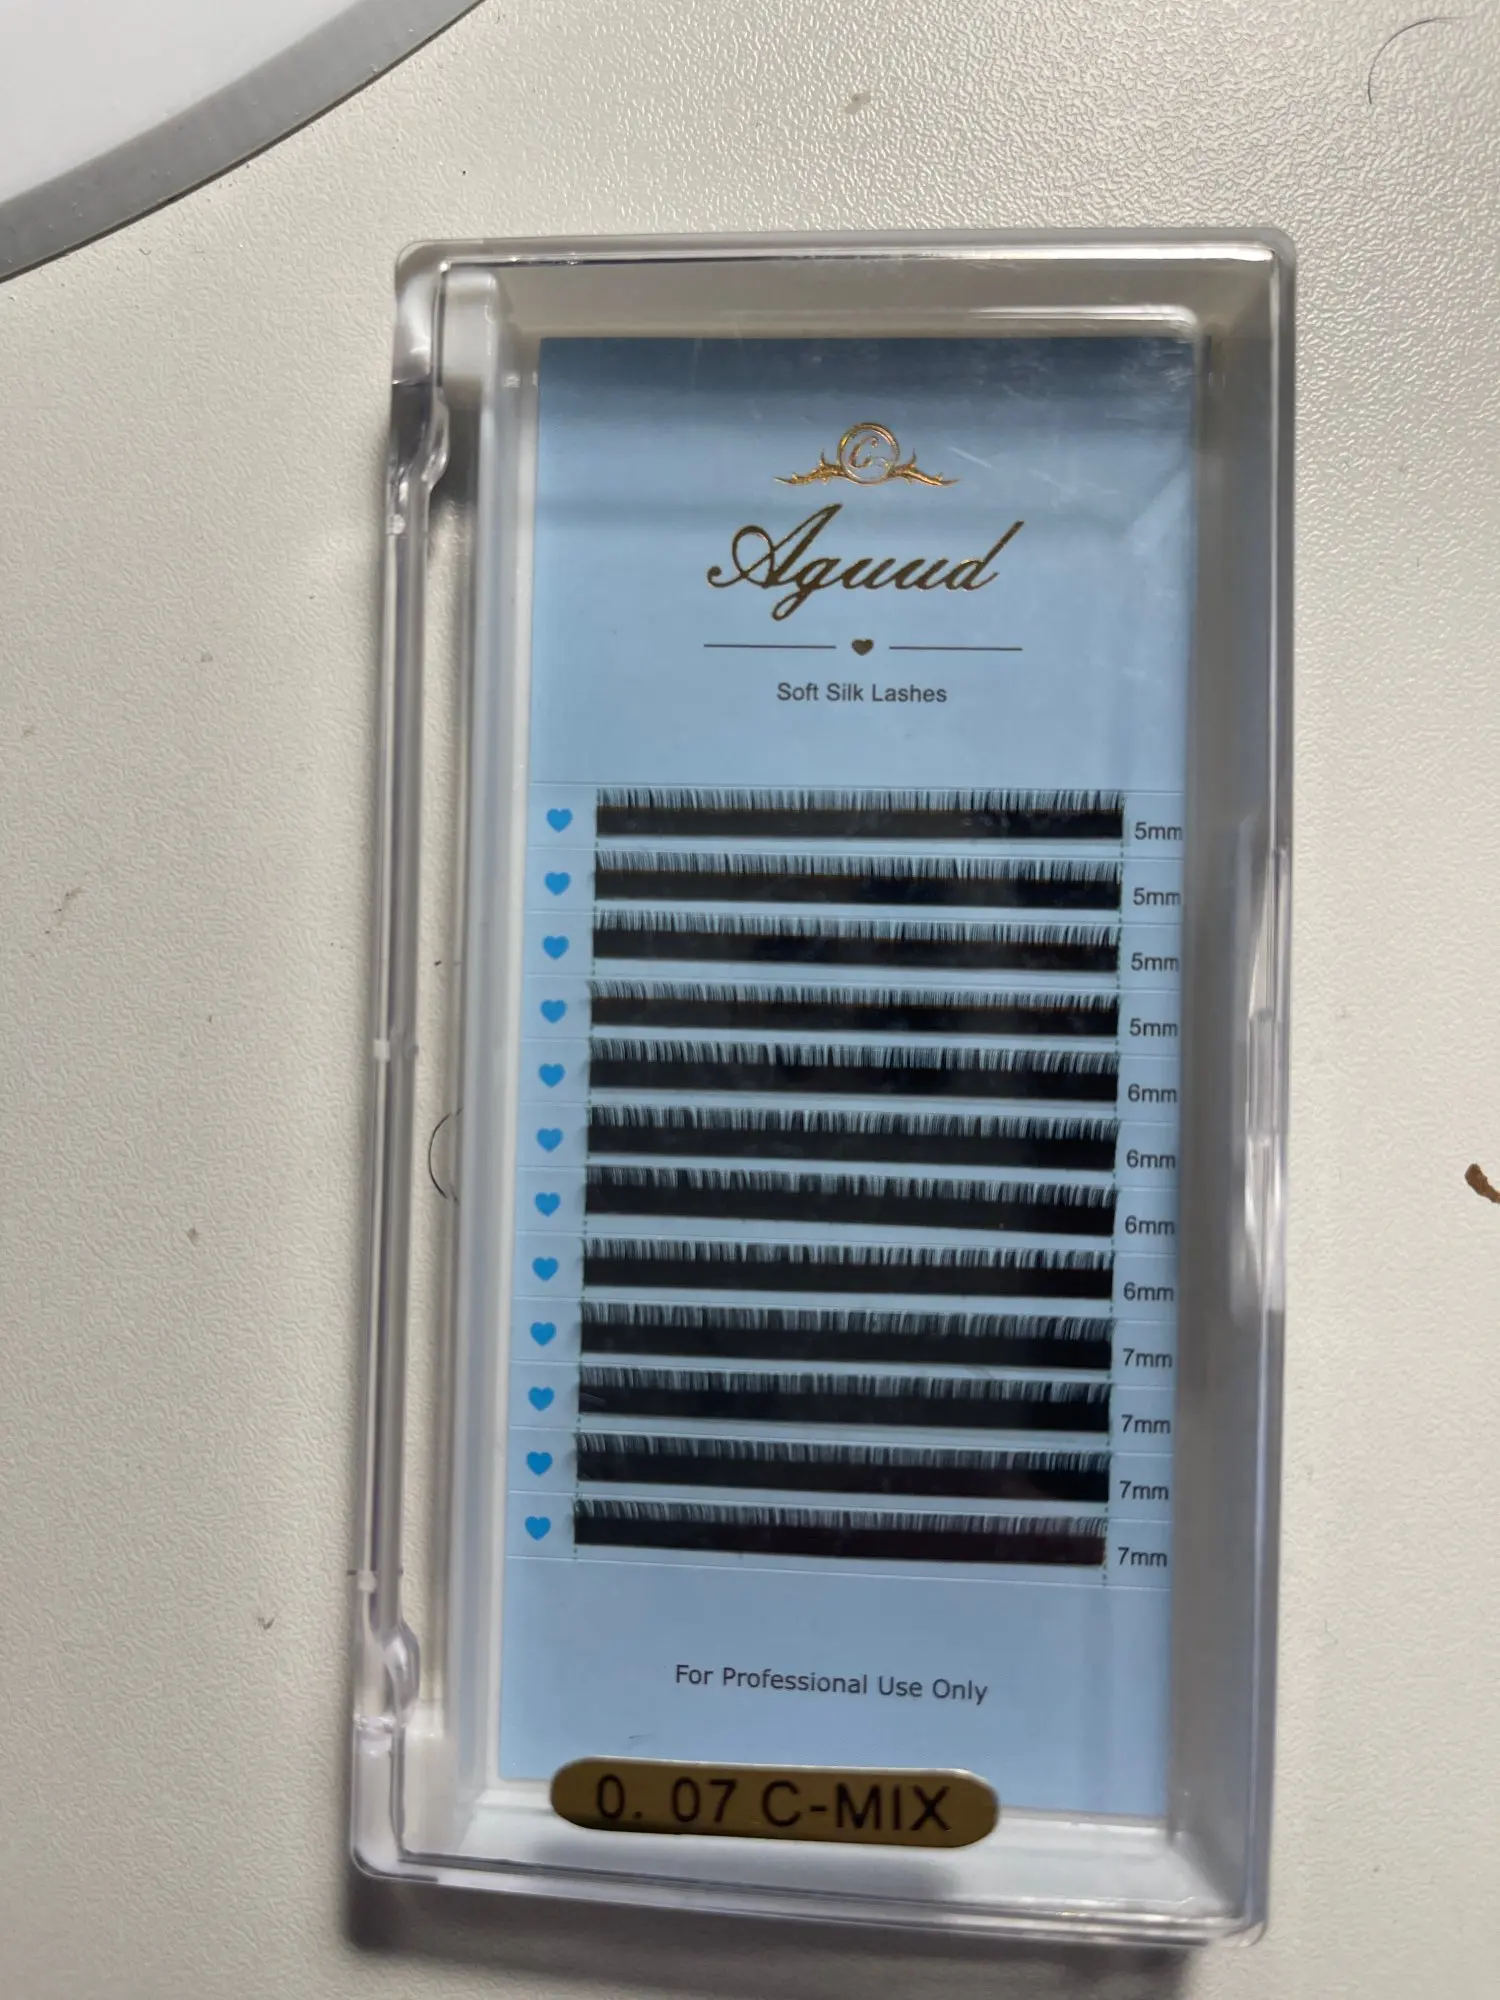 C
Aguud
Soft Silk Lashes
5mm
5mm
5mm
5mm
6mm
6mm
6mm
6mm
7mm
7mm
7mm
7mm
For Professional Use Only
0. 07 C-MIX